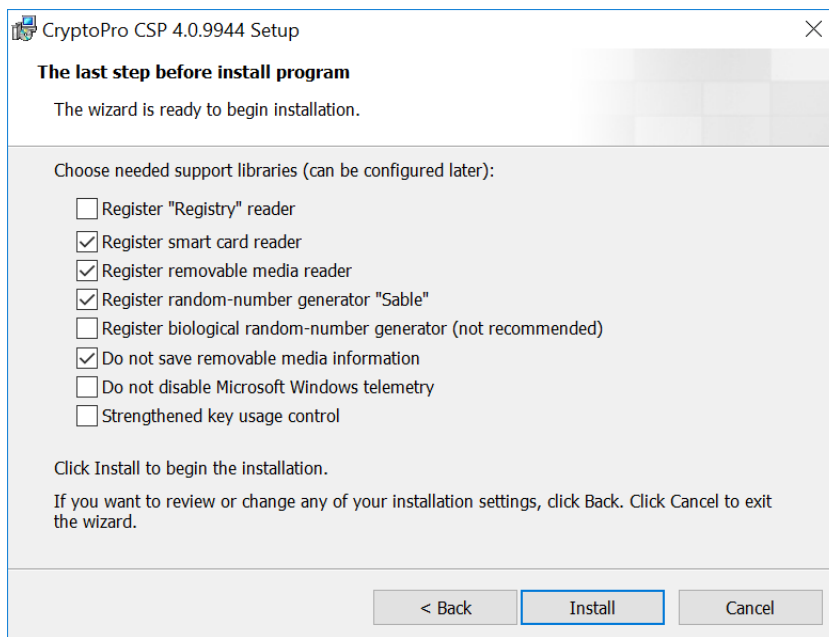 CryptoPro CSP 4.0.9944 Setup
The last step before install program
The wizard is ready to begin installation.
Choose needed support libraries (can be configured later):
Register "Registry" reader
Register smart card reader
Register removable media reader
Register random-number generator "Sable"
Register biological random-number generator (not recommended)
Do not save removable media information
Do not disable Microsoft Windows telemetry
Strengthened key usage control
Click Install to begin the installation.
If you want to review or change any of your installation settings, click Back. Click Cancel to exit
the wizard.
< Back Install Cancel